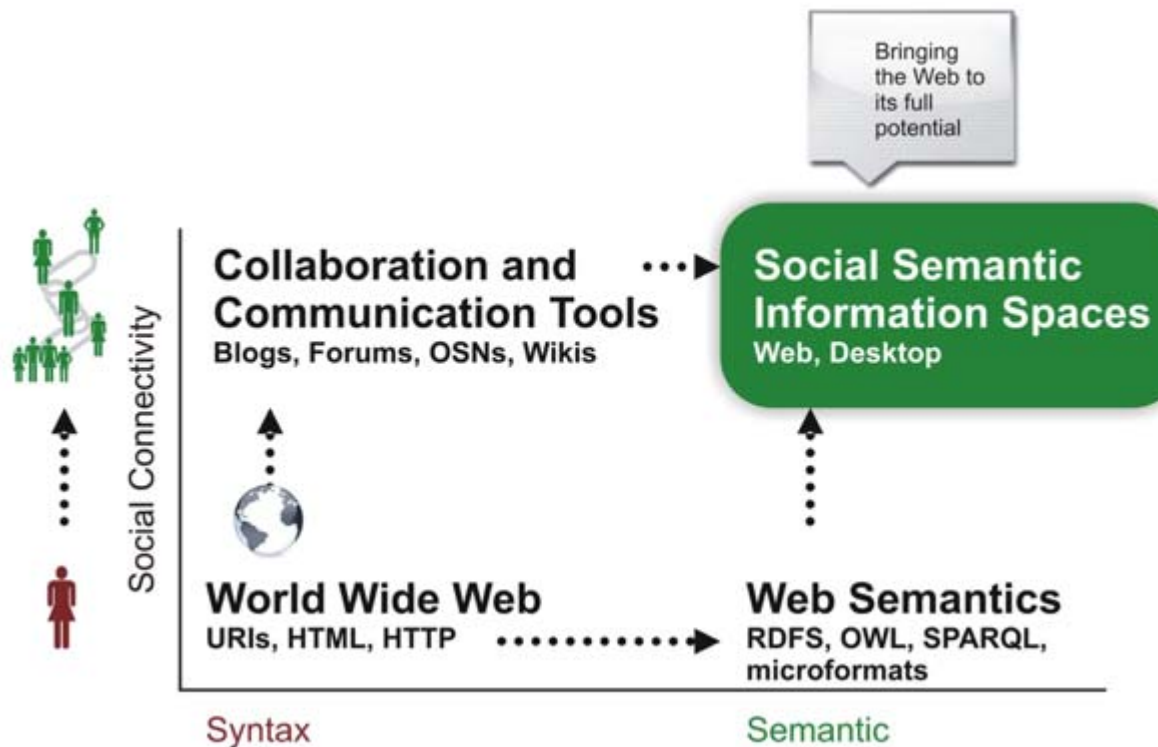 Bringing
the Web to
its full
potential
Collaboration and
Communication Tools
Blogs, Forums, OSNs, Wikis
Social Semantic
Information Spaces
Web, Desktop
Social Connectivity
World Wide Web
URIs, HTML, HTTP
Web Semantics
RDFS, OWL, SPARQL,
microformats
Syntax
Semantic